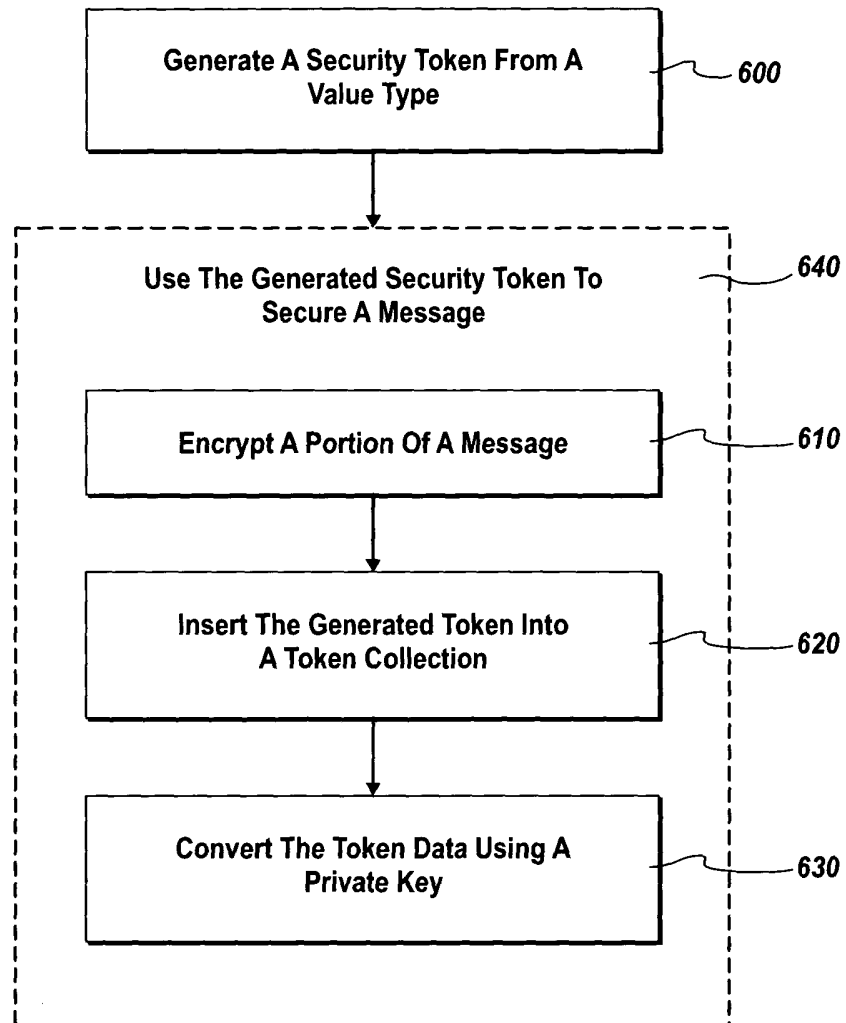 Generate A Security Token From A
Value Type
600
Use The Generated Security Token To
Secure A Message
640
Encrypt A Portion Of A Message
610
Insert The Generated Token Into
A Token Collection
620
Convert The Token Data Using A
Private Key
630